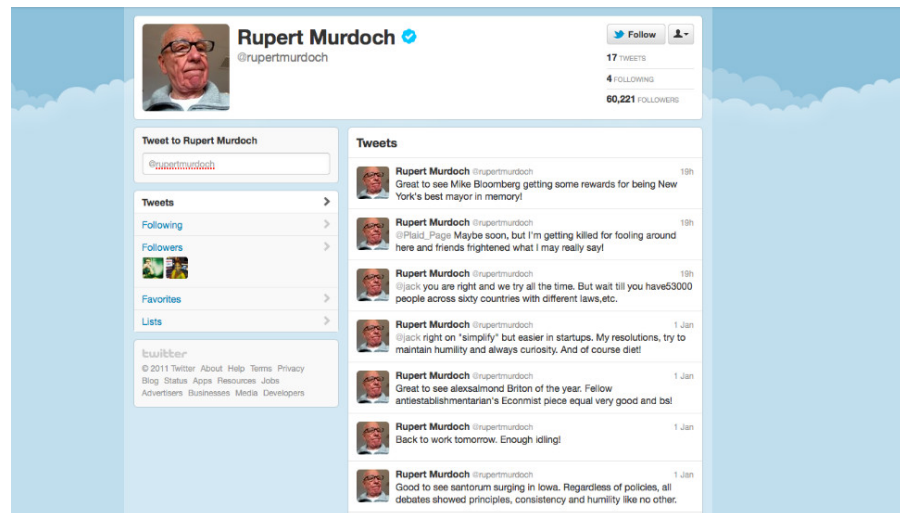 Rupert Murdoch
@rupertmurdoch
Follow
17 TWEETS
4 FOLLOWING
60,221 FOLLOWERS
Tweet to Rupert Murdoch
@rupertmurdoch
Tweets
Following
Followers
Favorites
Lists
twitter
© 2011 Twitter About Help Terms Privacy
Blog Status Apps Resources Jobs
Advertisers Businesses Media Developers
Tweets
Rupert Murdoch @rupertmurdoch 19h
Great to see Mike Bloomberg getting some rewards for being New
York's best mayor in memory!
Rupert Murdoch @rupertmurdoch 19h
@Plaid_Page Maybe soon, but I'm getting killed for fooling around
here and friends frightened what I may really say!
Rupert Murdoch @rupertmurdoch 19h
@jack you are right and we try all the time. But wait till you have53000
people across sixty countries with different laws,etc.
Rupert Murdoch @rupertmurdoch 1 Jan
@jack right on "simplify" but easier in startups. My resolutions, try to
maintain humility and always curiosity. And of course diet!
Rupert Murdoch @rupertmurdoch 1 Jan
Great to see alexsalmond Briton of the year. Fellow
antiestablishmentarian's Econmist piece equal very good and bs!
Rupert Murdoch @rupertmurdoch 1 Jan
Back to work tomorrow. Enough idling!
Rupert Murdoch @rupertmurdoch 1 Jan
Good to see santorum surging in Iowa. Regardless of policies, all
debates showed principles, consistency and humility like no other.